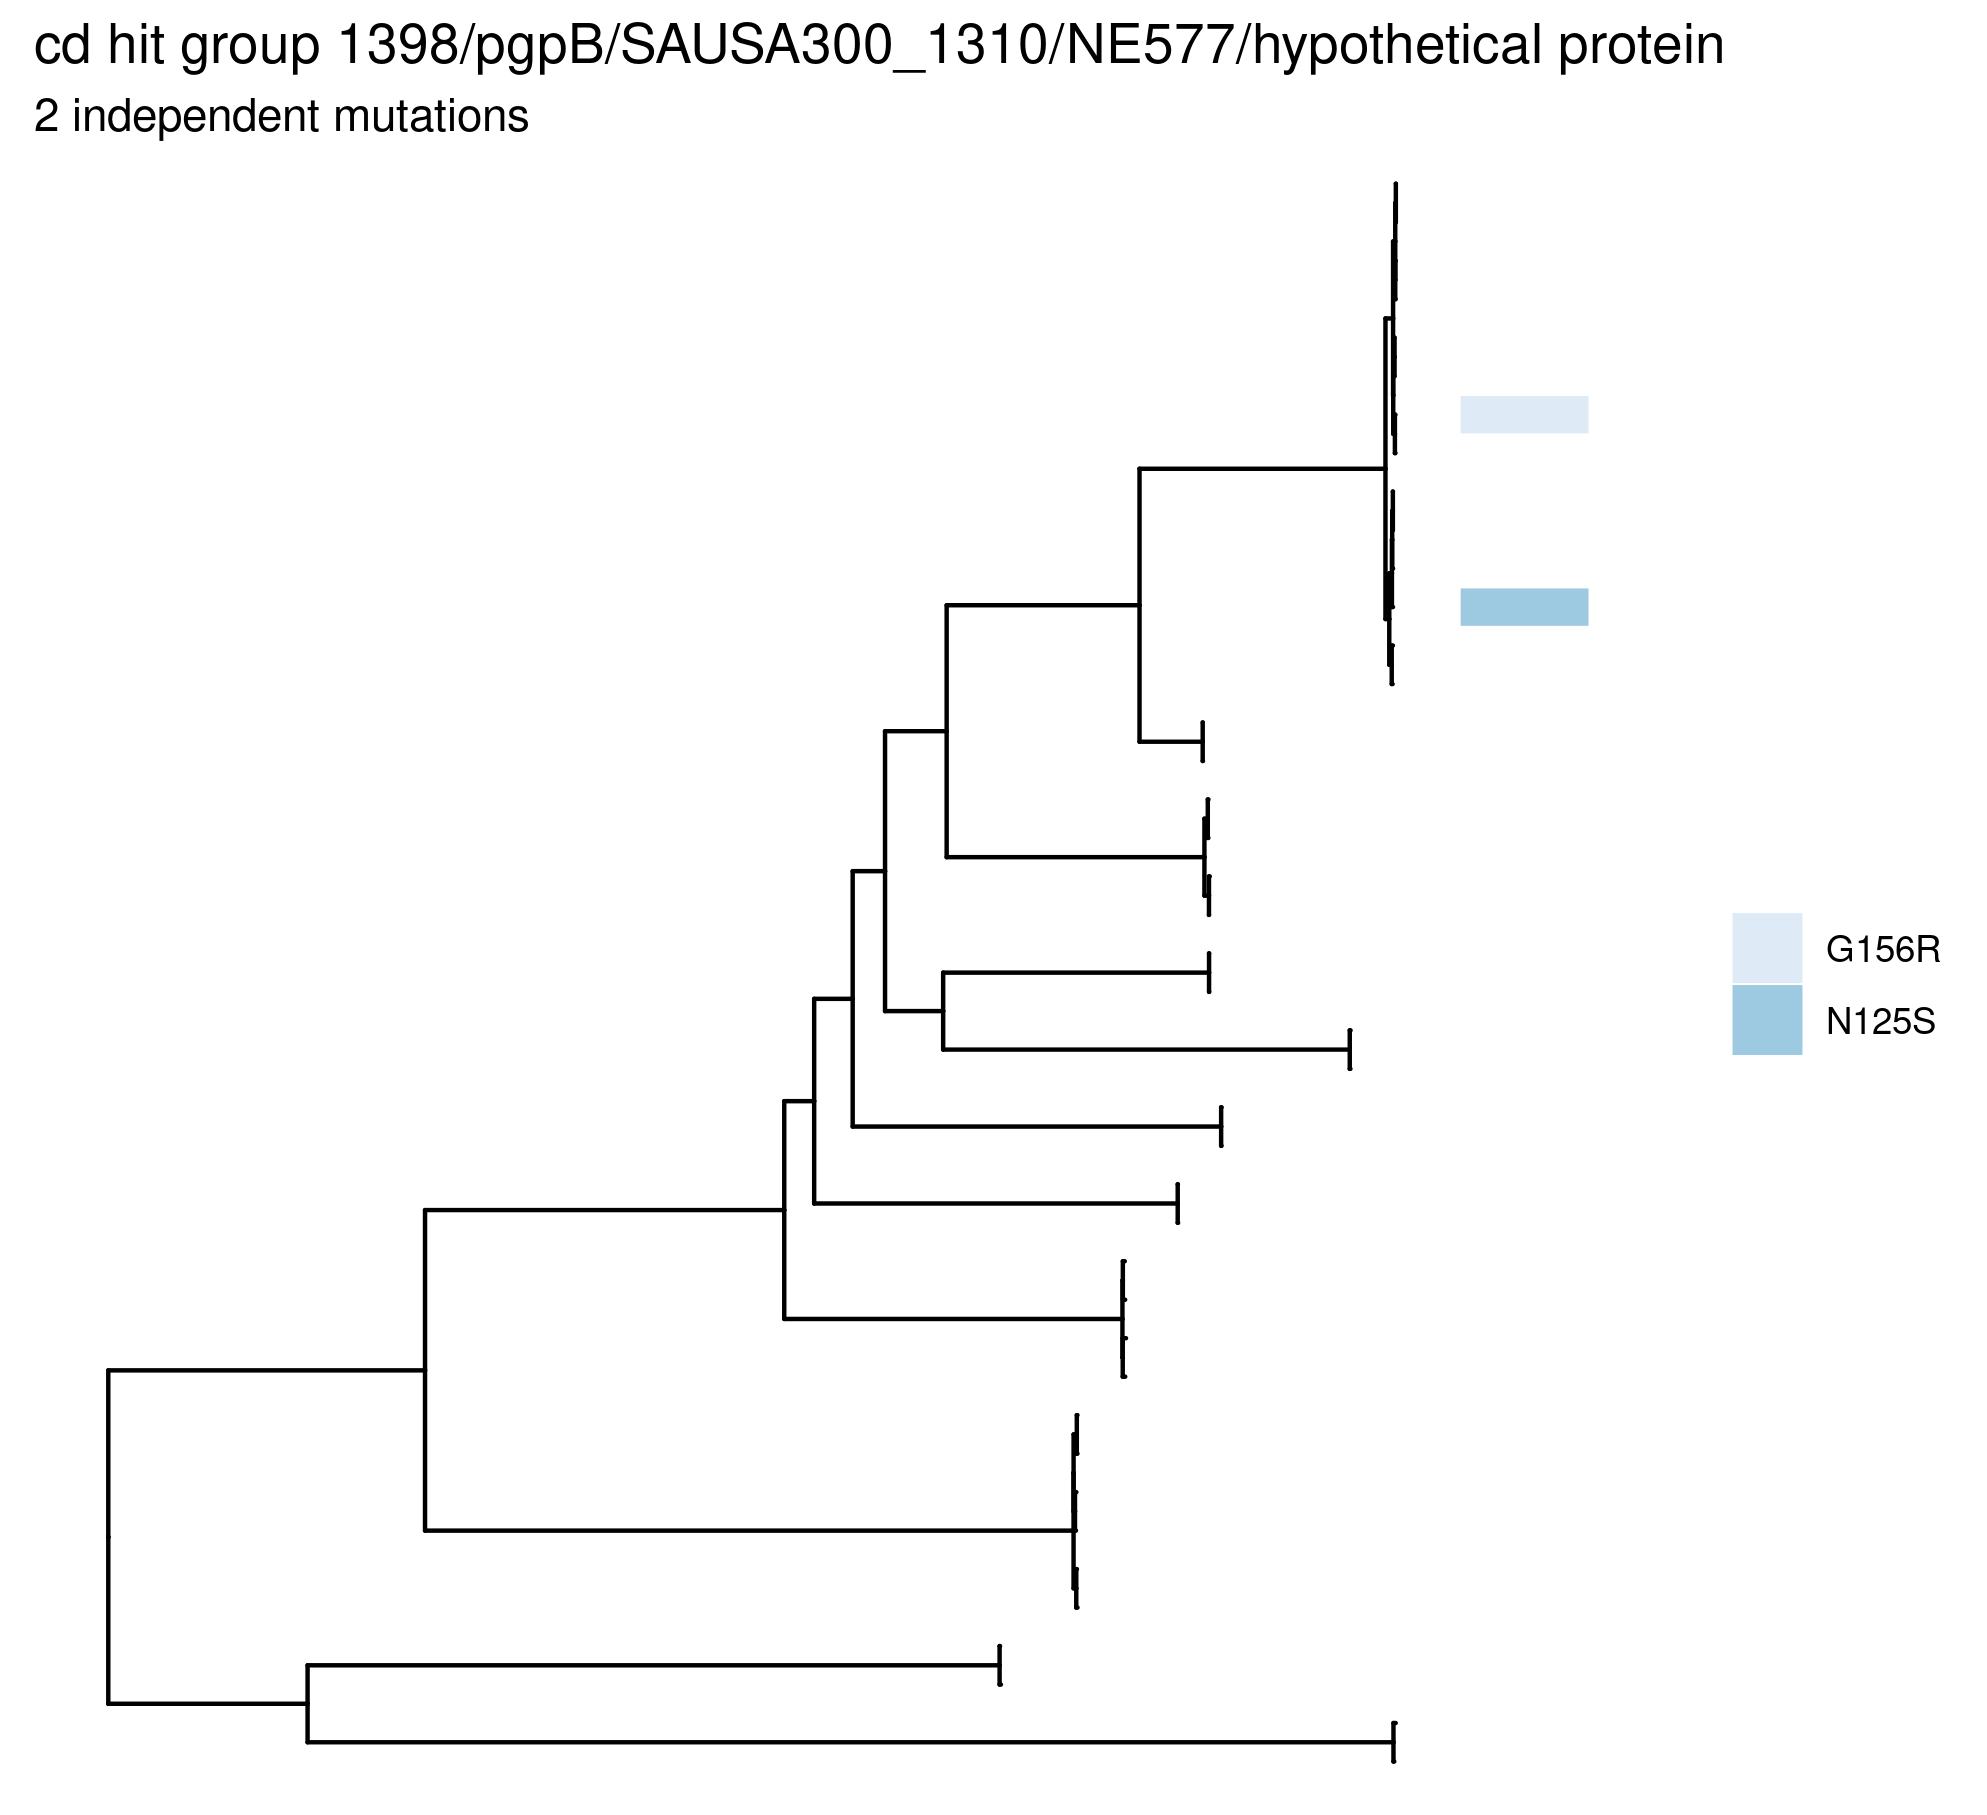 cd hit group 1398/pgpB/SAUSA300_1310/NE577/hypothetical protein
2 independent mutations
G156R
N125S